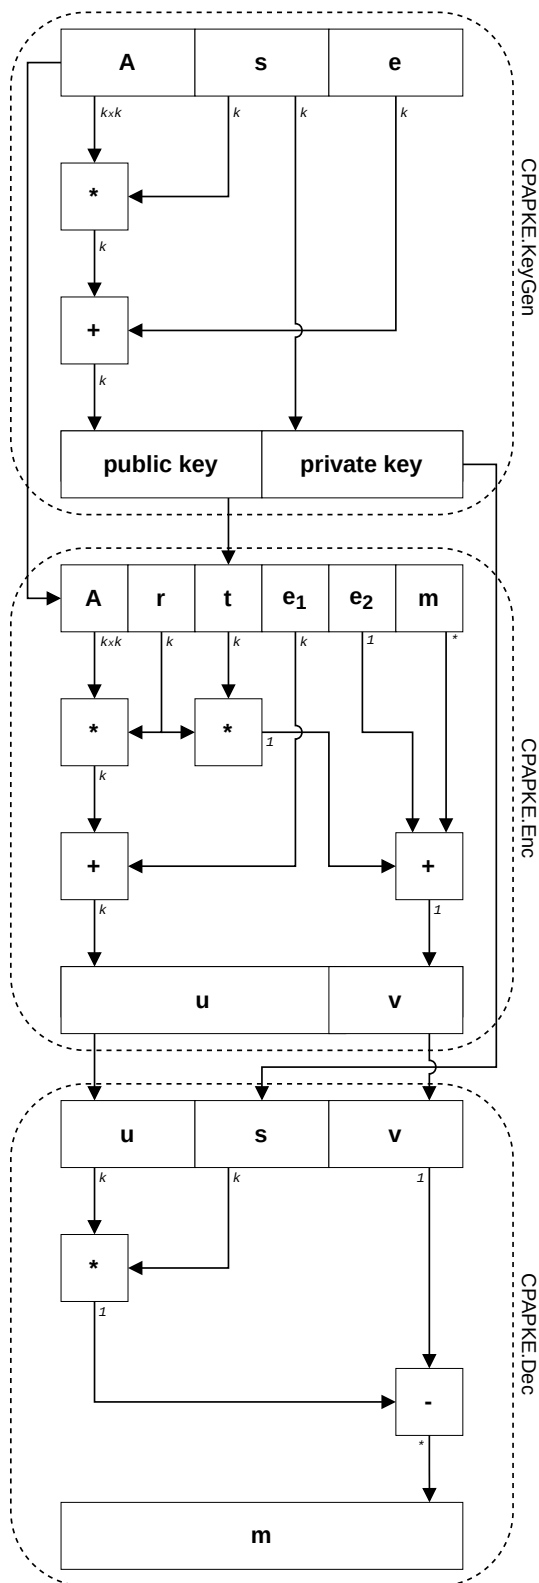 A s e
k×k k k k
*
k
+
k
public key private key
CPAPKE.KeyGen
A r t e₁ e₂ m
k×k k k k 1 *
* *
1
k
+ +
k 1
u v
CPAPKE.Enc
u s v
k k 1
*
1
-
*
m
CPAPKE.Dec